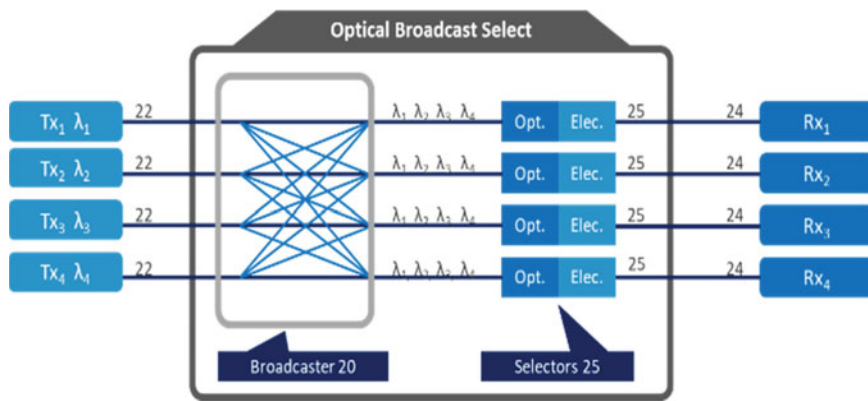 Optical Broadcast Select
Tx₁ λ₁ 22 λ₁ λ₂ λ₃ λ₄ Opt. Elec. 25 24 Rx₁
Tx₂ λ₂ 22 λ₁ λ₂ λ₃ λ₄ Opt. Elec. 25 24 Rx₂
Tx₃ λ₃ 22 λ₁ λ₂ λ₃ λ₄ Opt. Elec. 25 24 Rx₃
Tx₄ λ₄ 22 λ₁ λ₂ λ₃ λ₄ Opt. Elec. 25 24 Rx₄
Broadcaster 20 Selectors 25